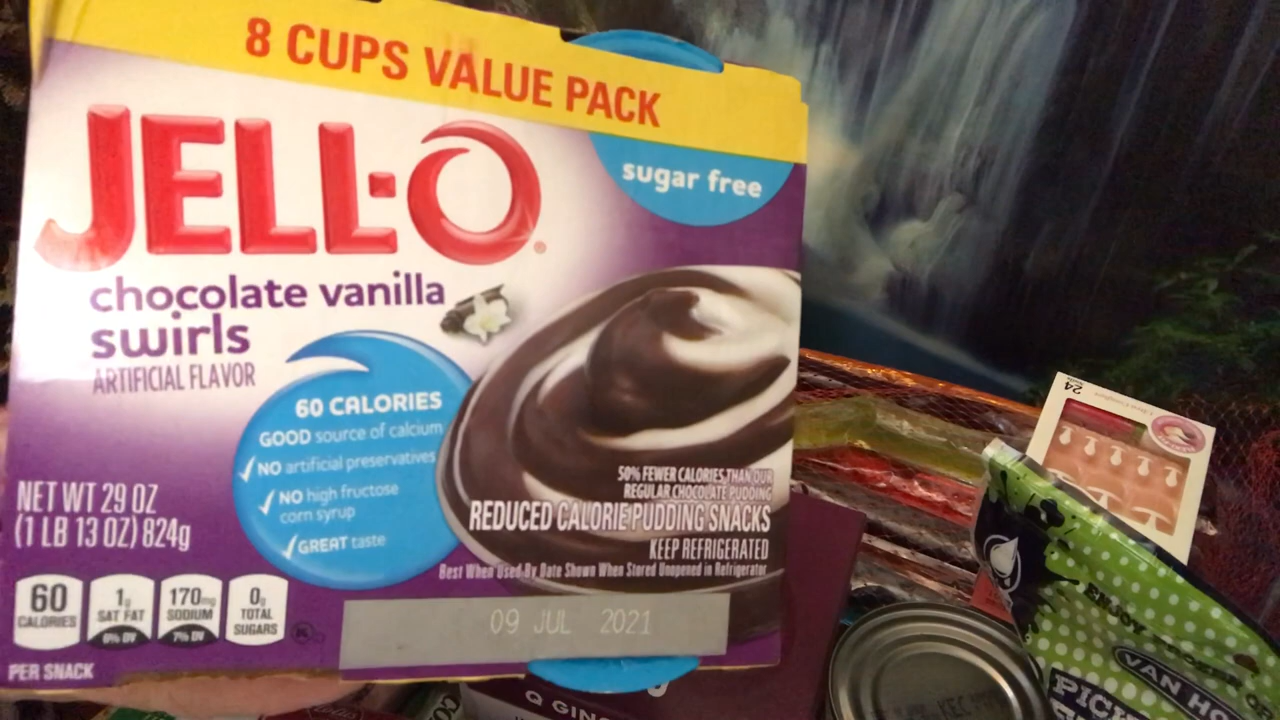 8 CUPS VALUE PACK
JELL-O
sugar free
chocolate vanilla
swirls
ARTIFICIAL FLAVOR
60 CALORIES
GOOD source of calcium
✓NO artificial preservatives
✓NO high fructose
corn syrup
✓GREAT taste
50% FEWER CALORIES THAN OUR
REGULAR CHOCOLATE PUDDING
REDUCED CALORIE PUDDING SNACKS
KEEP REFRIGERATED
Best When Used By Date Shown When Stored Unopened in Refrigerator
NET WT 29 OZ
(1 LB 13 OZ) 824g
60
CALORIES
1g
SAT FAT
6% DV
170mg
SODIUM
7% DV
0g
TOTAL
SUGARS
PER SNACK
09 JUL 2021
24
ENJOY
VAN HO
PICK
Q GING